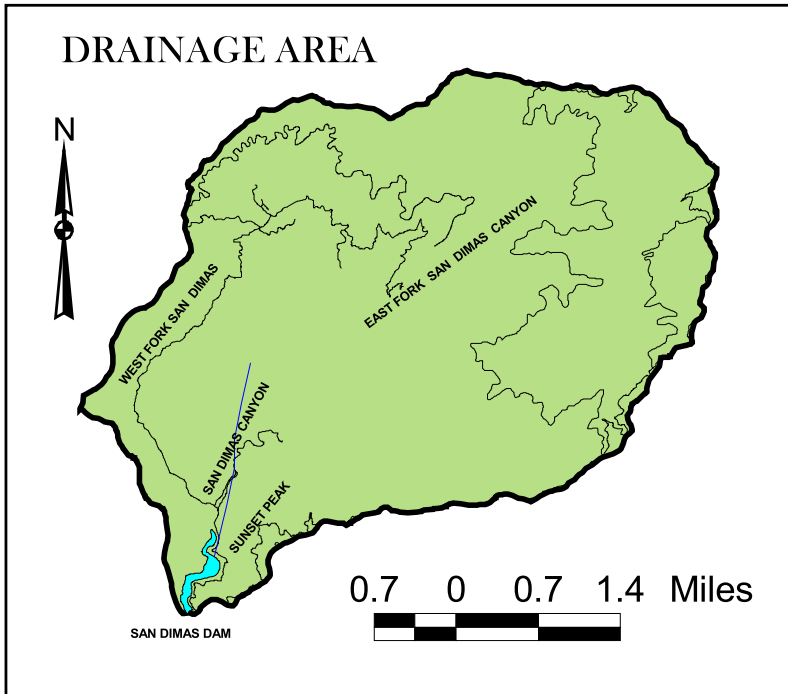 DRAINAGE AREA
N
WEST FORK SAN DIMAS
EAST FORK SAN DIMAS CANYON
SAN DIMAS CANYON
SUNSET PEAK
SAN DIMAS DAM
0.7 0 0.7 1.4 Miles